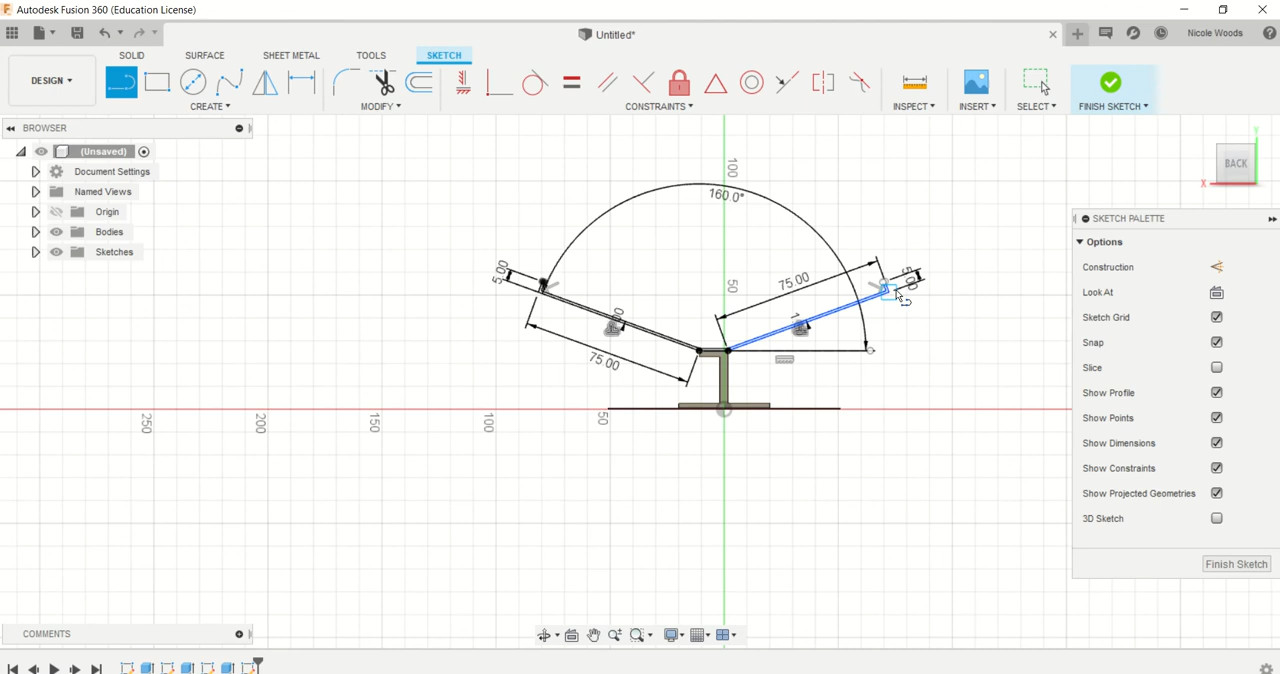 Autodesk Fusion 360 (Education License)
Untitled*
Nicole Woods
DESIGN
SOLID SURFACE SHEET METAL TOOLS SKETCH
CREATE MODIFY CONSTRAINTS INSPECT INSERT SELECT FINISH SKETCH
BROWSER
(Unsaved)
Document Settings
Named Views
Origin
Bodies
Sketches
100
160.0°
50
5.00
75.00
75.00
5.00
250 200 150 100 50
Y
BACK
X
SKETCH PALETTE
Options
Construction
Look At
Sketch Grid
Snap
Slice
Show Profile
Show Points
Show Dimensions
Show Constraints
Show Projected Geometries
3D Sketch
Finish Sketch
COMMENTS